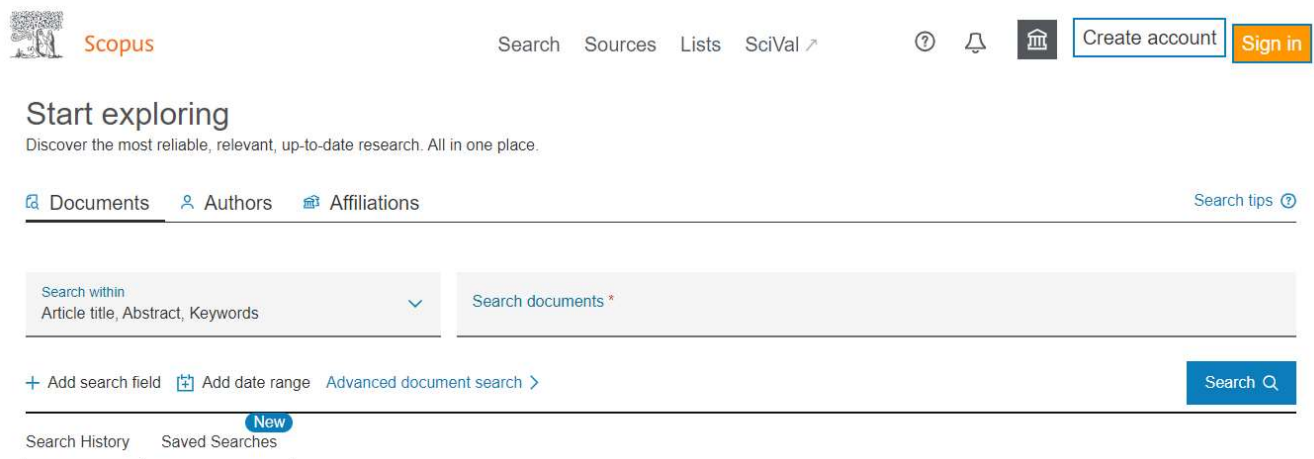 Scopus
Search Sources Lists SciVal ↗ Create account Sign in
Start exploring
Discover the most reliable, relevant, up-to-date research. All in one place.
Documents Authors Affiliations Search tips
Search within
Article title, Abstract, Keywords
Search documents *
+ Add search field Add date range Advanced document search > Search
New
Search History Saved Searches